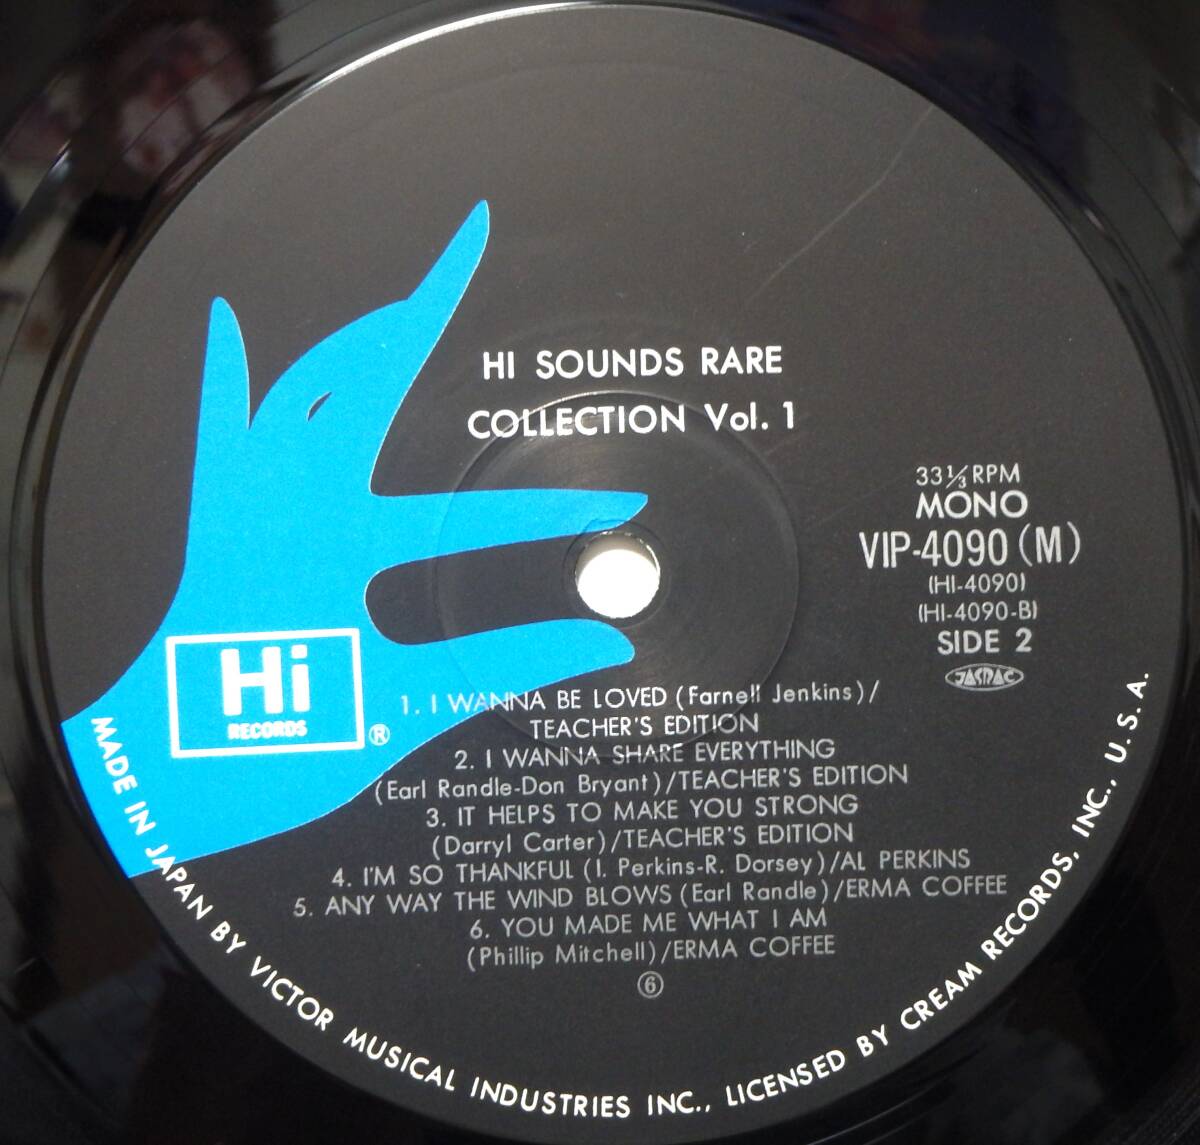 HI SOUNDS RARE
COLLECTION Vol. 1
33⅓ RPM
MONO
VIP-4090 (M)
(HI-4090)
(HI-4090-B)
SIDE 2
JASRAC
Hi
RECORDS
®
1. I WANNA BE LOVED (Farnell Jenkins)/
TEACHER'S EDITION
2. I WANNA SHARE EVERYTHING
(Earl Randle-Don Bryant)/TEACHER'S EDITION
3. IT HELPS TO MAKE YOU STRONG
(Darryl Carter)/TEACHER'S EDITION
4. I'M SO THANKFUL (I. Perkins-R. Dorsey)/AL PERKINS
5. ANY WAY THE WIND BLOWS (Earl Randle)/ERMA COFFEE
6. YOU MADE ME WHAT I AM
(Phillip Mitchell)/ERMA COFFEE
⑥
MADE IN JAPAN BY VICTOR MUSICAL INDUSTRIES INC., LICENSED BY CREAM RECORDS, INC., U.S.A.